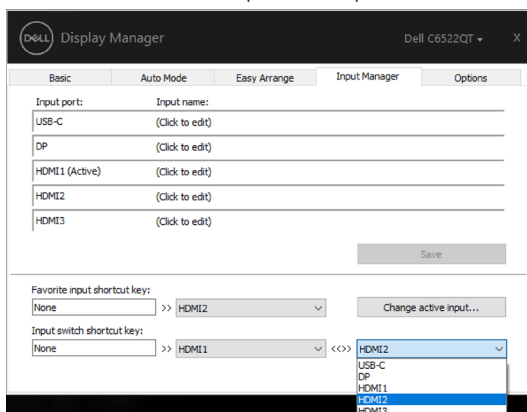 DELL Display Manager Dell C6522QT X
Basic Auto Mode Easy Arrange Input Manager Options
Input port: Input name:
USB-C (Click to edit)
DP (Click to edit)
HDMI1 (Active) (Click to edit)
HDMI2 (Click to edit)
HDMI3 (Click to edit)
Save
Favorite input shortcut key:
None >> HDMI2 Change active input...
Input switch shortcut key:
None >> HDMI1 <<>> HDMI2
USB-C
DP
HDMI1
HDMI2
HDMI3